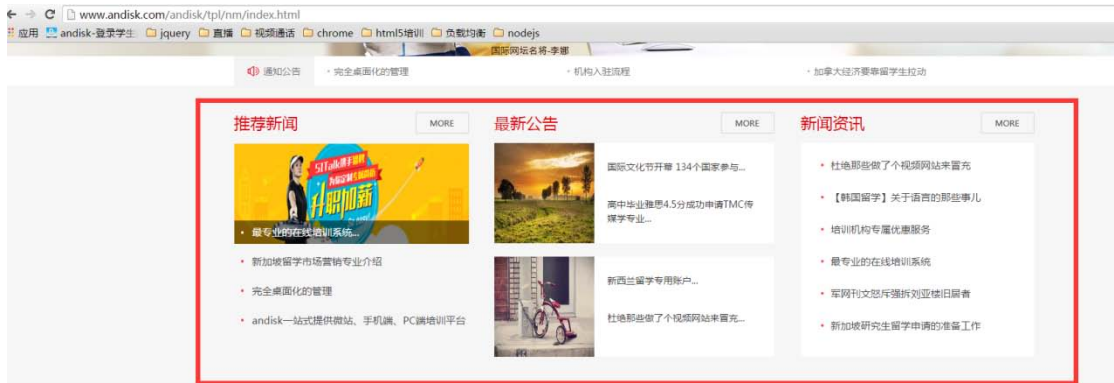 www.andisk.com/andisk/tpl/nm/index.html
应用 andisk-登录学生 jquery 直播 视频通话 chrome html5培训 负载均衡 nodejs
国际网坛名将-李娜
通知公告 · 完全桌面化的管理 · 机构入驻流程 · 加拿大经济要靠留学生拉动
推荐新闻 MORE
51Talk携手猎聘
升职加薪
• 最专业的在线培训系统...
• 新加坡留学市场营销专业介绍
• 完全桌面化的管理
• andisk一站式提供微站、手机端、PC端培训平台
最新公告 MORE
国际文化节开幕 134个国家参与...
高中毕业雅思4.5分成功申请TMC传
媒学专业...
新西兰留学专用账户...
杜绝那些做了个视频网站来冒充...
新闻资讯 MORE
• 杜绝那些做了个视频网站来冒充
• 【韩国留学】关于语言的那些事儿
• 培训机构专属优惠服务
• 最专业的在线培训系统
• 军网刊文怒斥强拆刘亚楼旧居者
• 新加坡研究生留学申请的准备工作